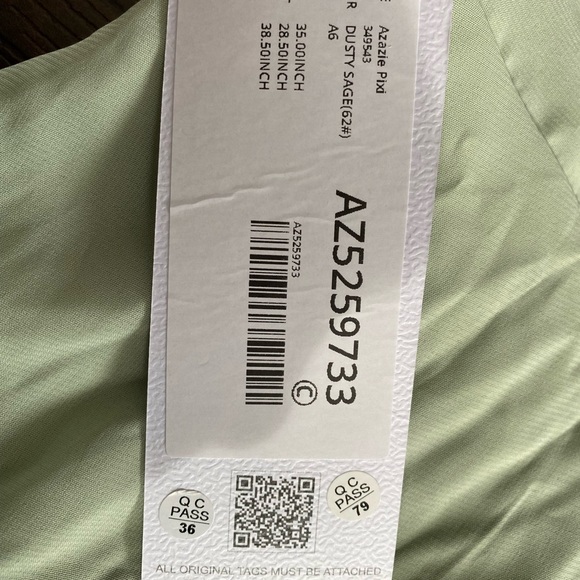 Azazie Pixi
349543
R DUSTY SAGE(62#)
A6
35.00INCH
28.50INCH
38.50INCH
AZ5259733
AZ5259733
©
QC
PASS
36
QC
PASS
79
ALL ORIGINAL TAGS MUST BE ATTACHED